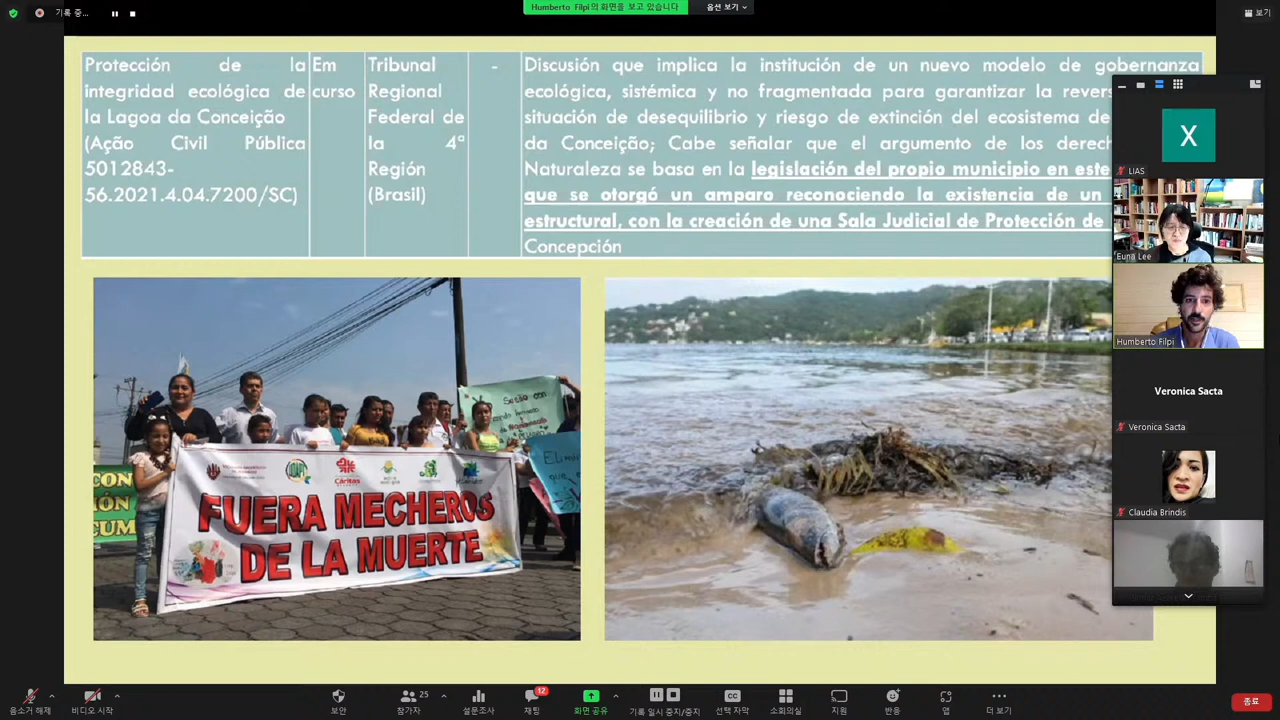 기록 중...
Humberto Filpi의 화면을 보고 있습니다
옵션 보기
보기
Protección de la
integridad ecológica de
la Lagoa da Conceição
(Ação Civil Pública
5012843-
56.2021.4.04.7200/SC)
Em
curso
Tribunal
Regional
Federal de
la 4ª
Región
(Brasil)
-
Discusión que implica la institución de un nuevo modelo de gobernanza
ecológica, sistémica y no fragmentada para garantizar la
situación de desequilibrio y riesgo de extinción del ecosistema de
da Conceição; Cabe señalar que el argumento de los
Naturaleza se basa en la legislación del propio municipio en este
que se otorgó un amparo reconociendo la existencia de un
estructural, con la creación de una Sala Judicial de Protección de
Concepción
Cáritas
FUERA MECHEROS
DE LA MUERTE
CON
CUM
LIAS
X
Euna Lee
Humberto Filpi
Veronica Sacta
Veronica Sacta
Claudia Brindis
음소거 해제
비디오 시작
보안
25
참가자
설문조사
12
채팅
화면 공유
기록 일시 중지/중지
CC
선택 자막
소회의실
지원
반응
앱
더 보기
종료